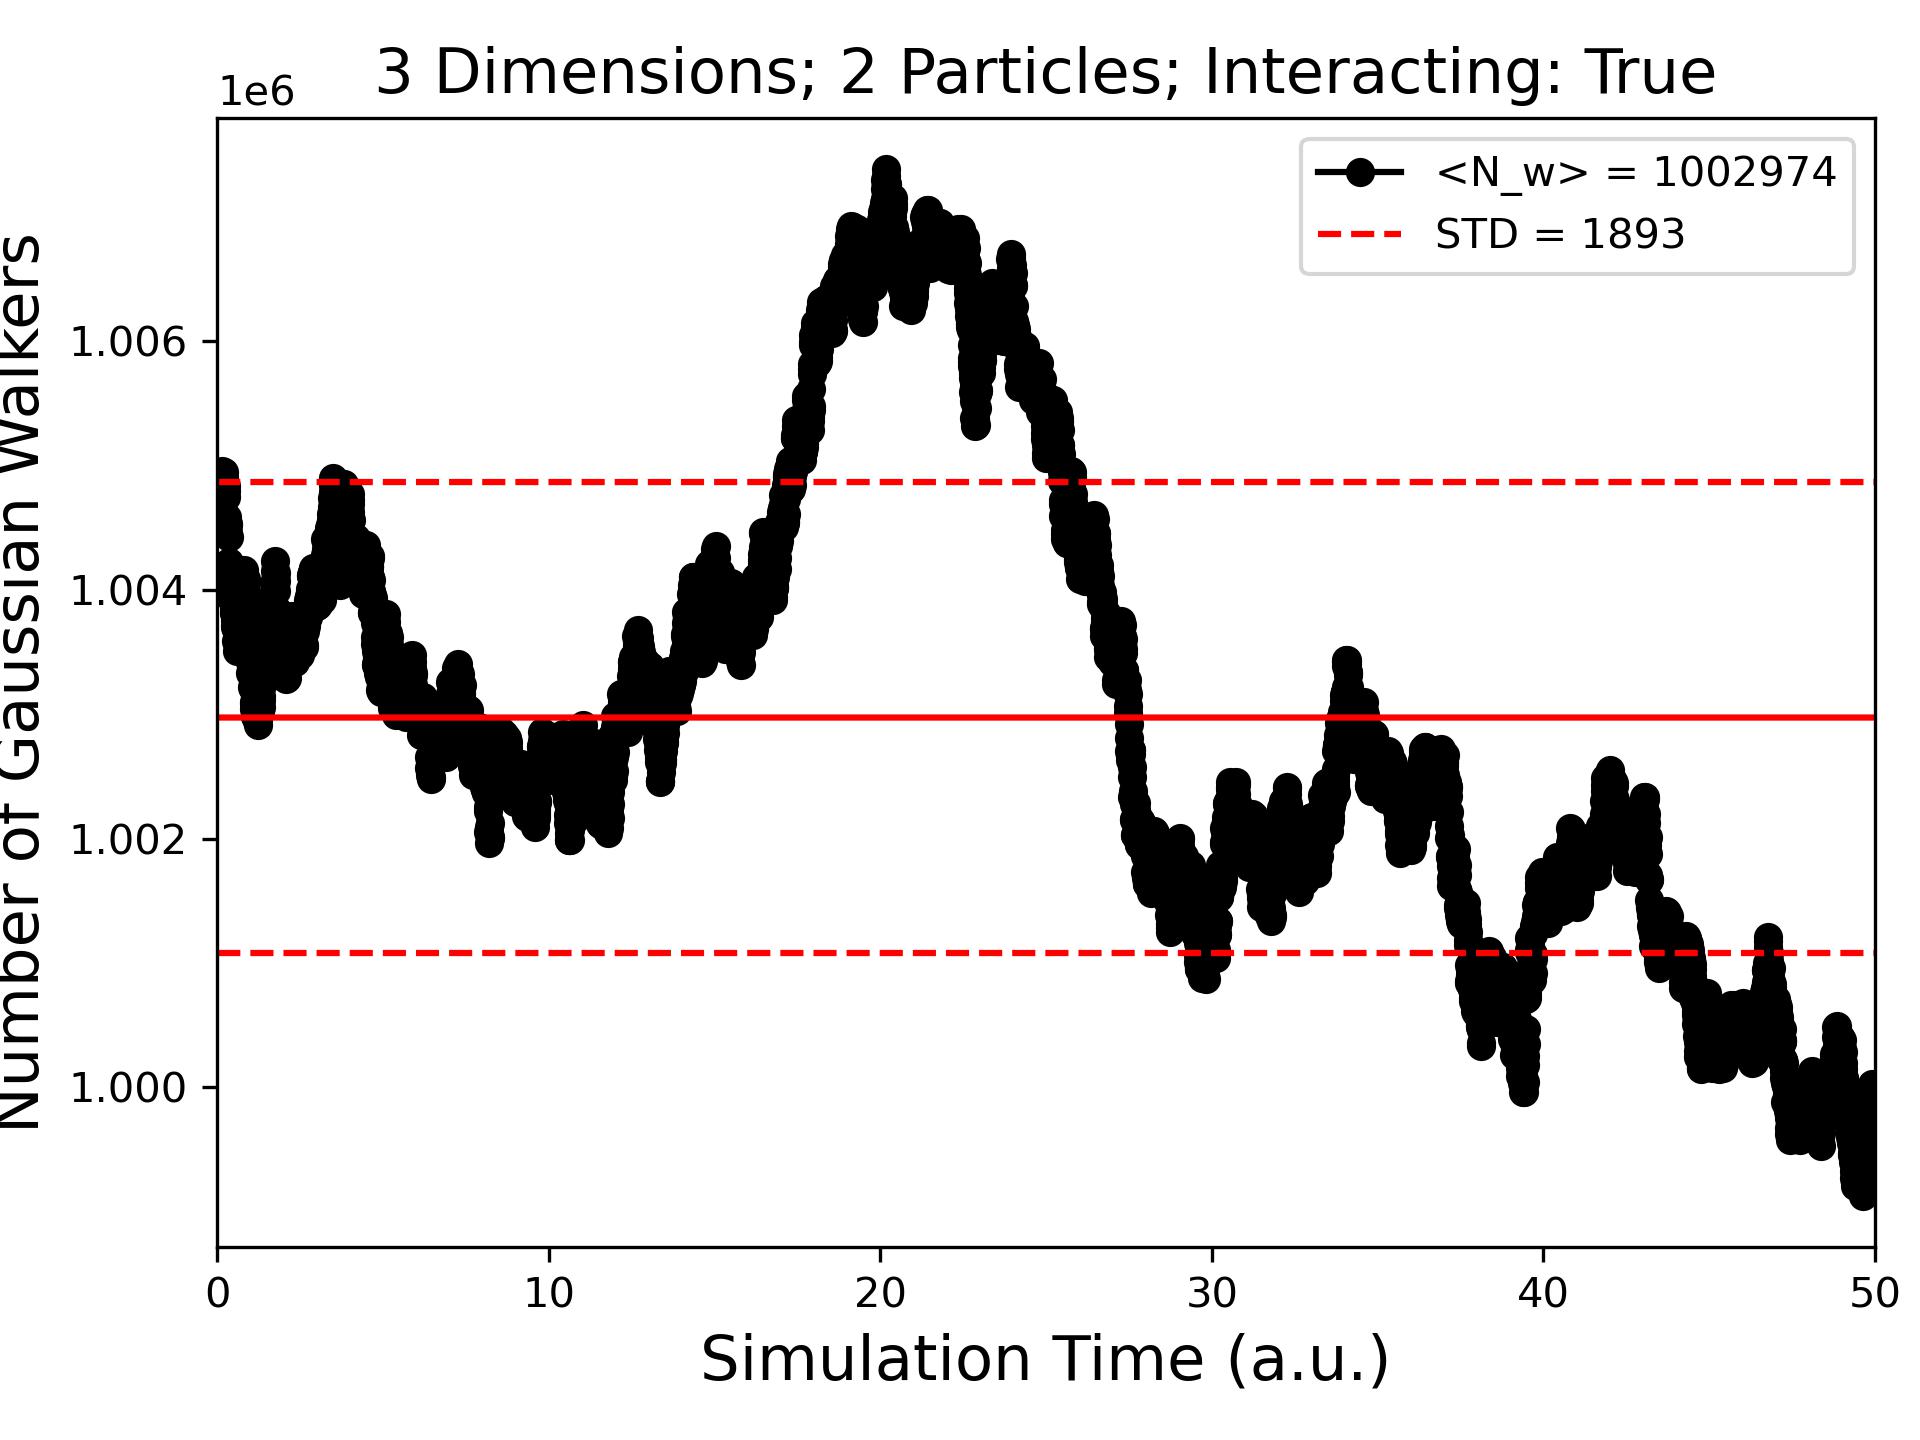 3 Dimensions; 2 Particles; Interacting: True
1e6
<N_w> = 1002974
STD = 1893
Number of Gaussian Walkers
1.006
1.004
1.002
1.000
0 10 20 30 40 50
Simulation Time (a.u.)